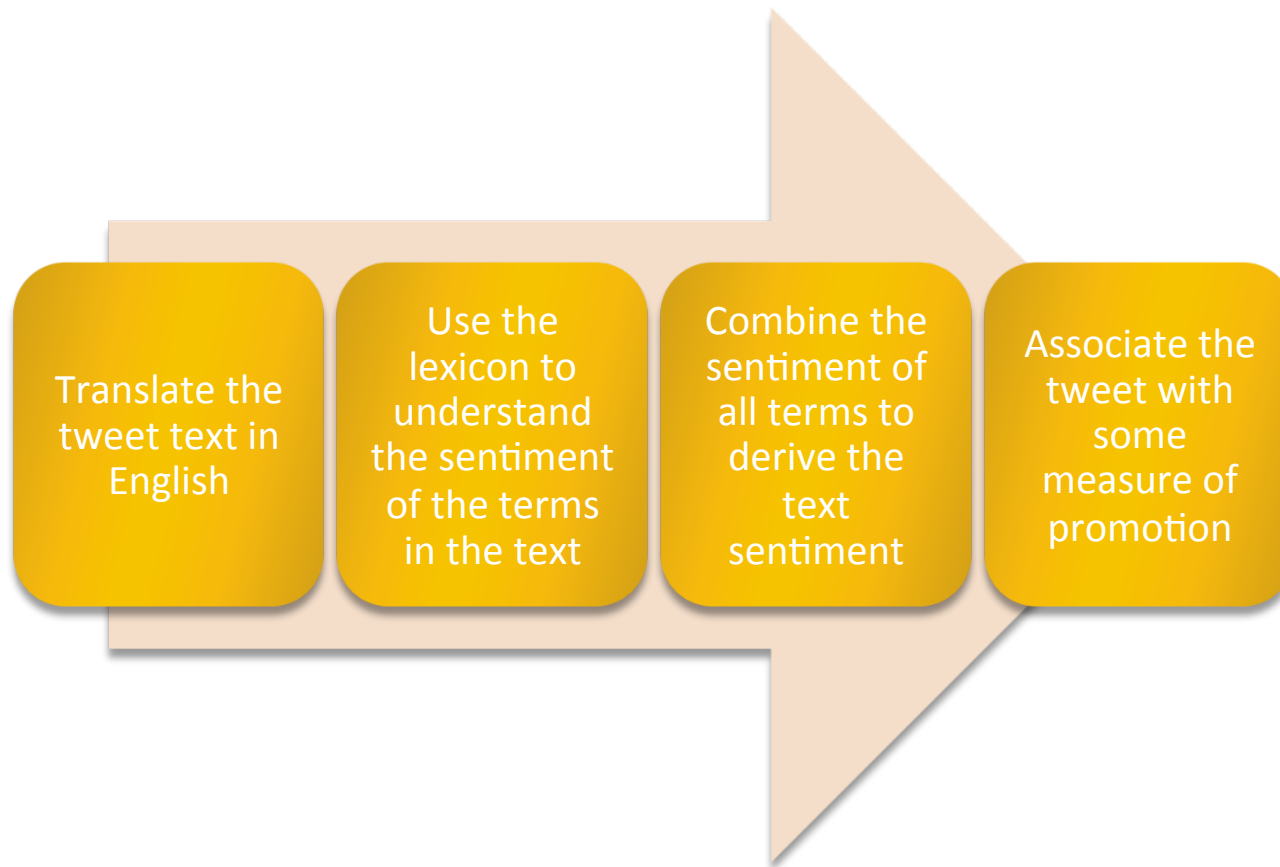 Translate the
tweet text in
English
Use the
lexicon to
understand
the sentiment
of the terms
in the text
Combine the
sentiment of
all terms to
derive the
text
sentiment
Associate the
tweet with
some
measure of
promotion